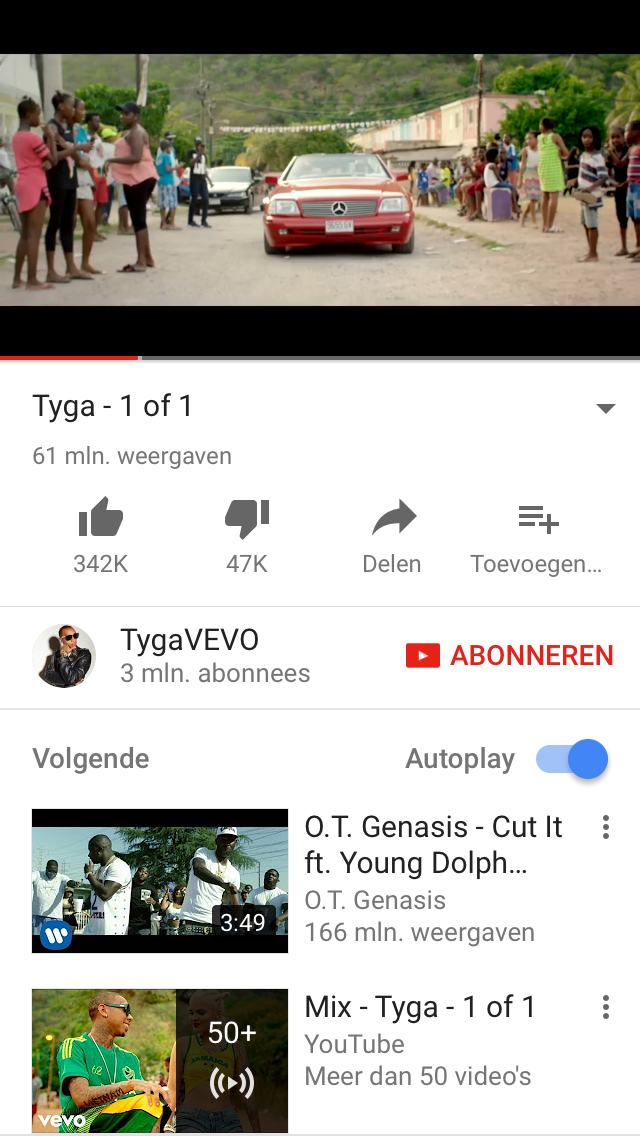 Tyga - 1 of 1
61 mln. weergaven
342K
47K
Delen
Toevoegen...
TygaVEVO
3 mln. abonnees
ABONNEREN
Volgende
Autoplay
3:49
O.T. Genasis - Cut It
ft. Young Dolph...
O.T. Genasis
166 mln. weergaven
50+
vevo
Mix - Tyga - 1 of 1
YouTube
Meer dan 50 video's